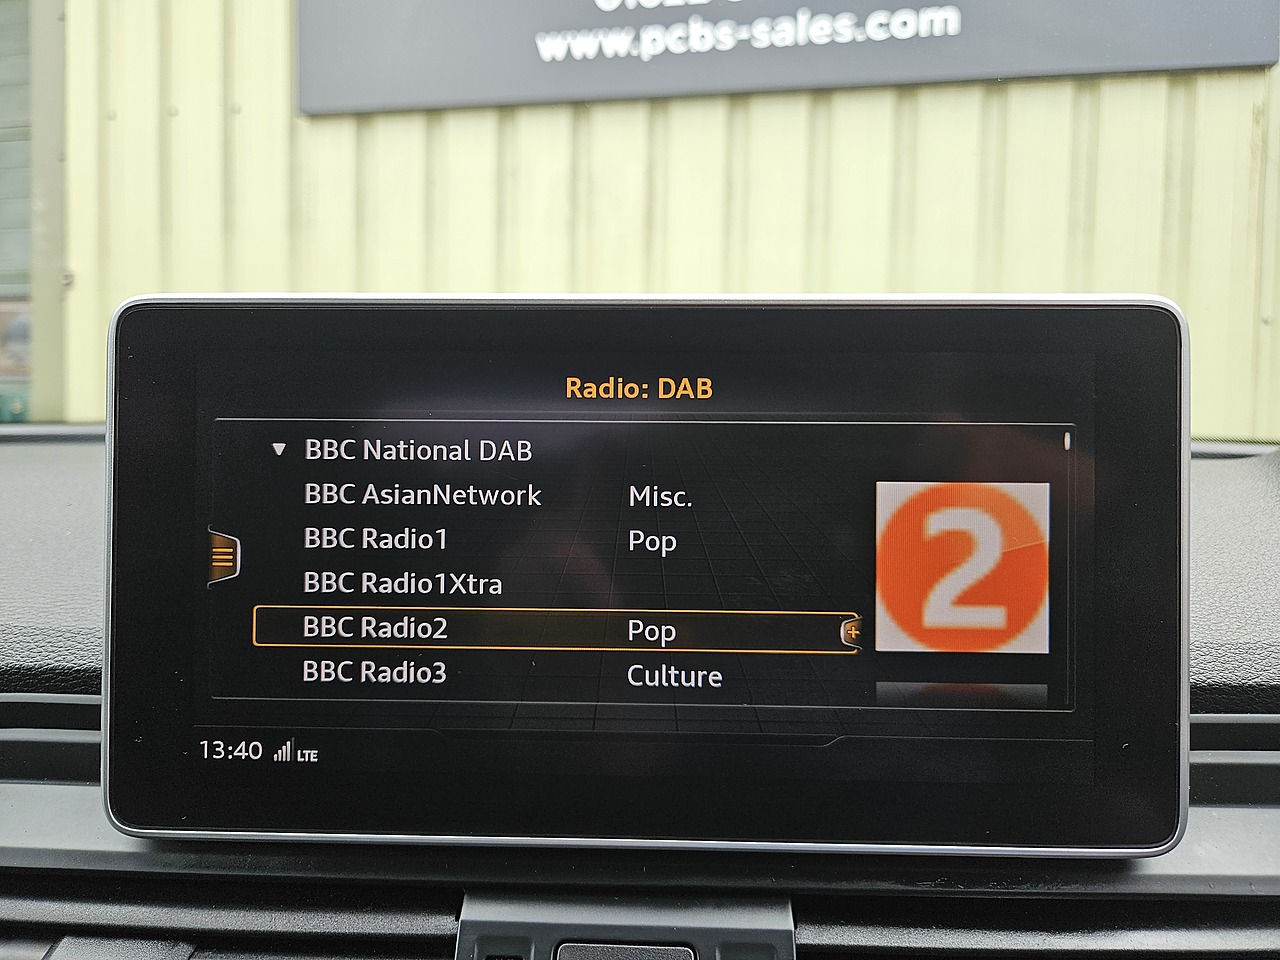 www.pcbs-sales.com
Radio: DAB
BBC National DAB
BBC AsianNetwork Misc.
BBC Radio1 Pop
BBC Radio1Xtra
BBC Radio2 Pop
BBC Radio3 Culture
2
13:40 LTE